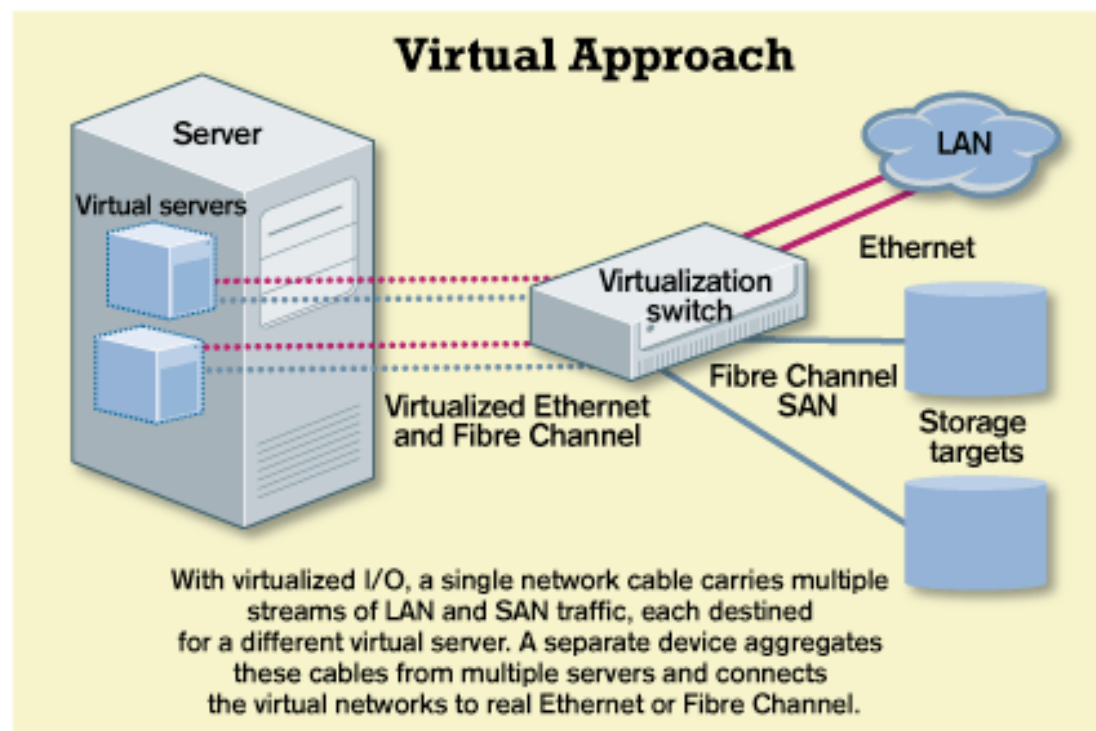 Virtual Approach
Server
Virtual servers
LAN
Ethernet
Virtualization
switch
Fibre Channel
SAN
Virtualized Ethernet
and Fibre Channel
Storage
targets
With virtualized I/O, a single network cable carries multiple
streams of LAN and SAN traffic, each destined
for a different virtual server. A separate device aggregates
these cables from multiple servers and connects
the virtual networks to real Ethernet or Fibre Channel.